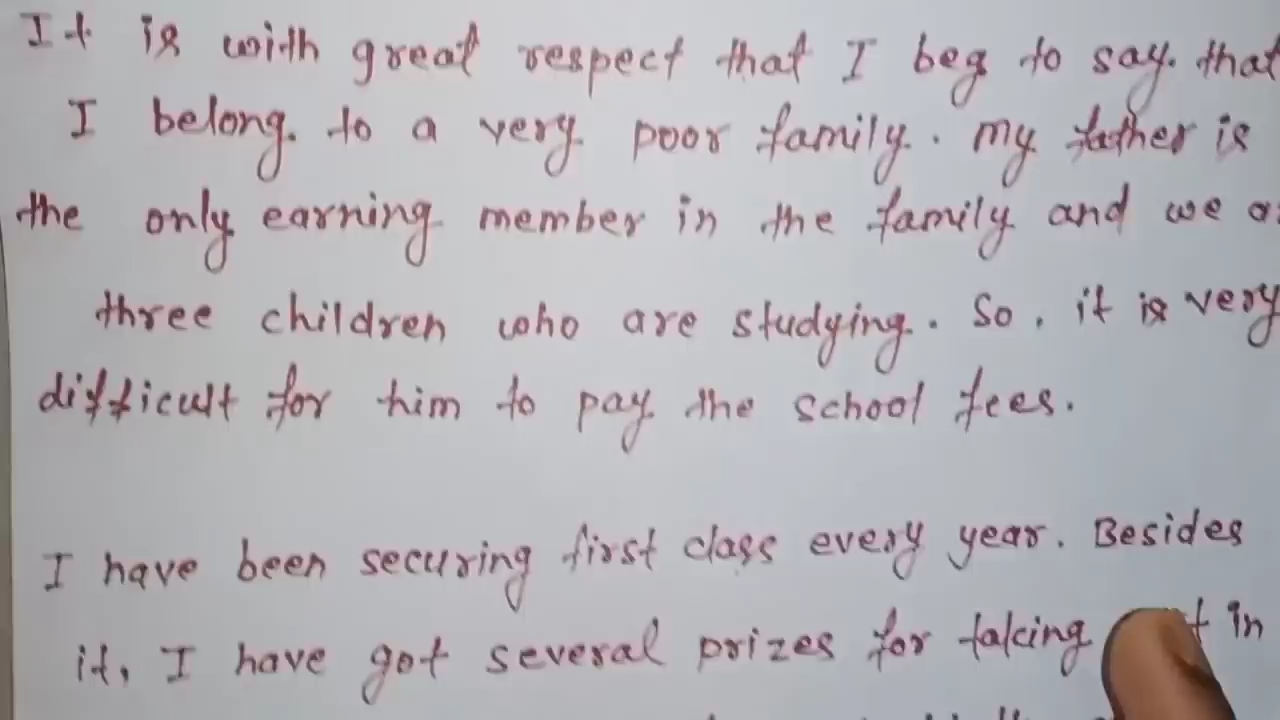 It is with great respect that I beg to say. that
I belong. to a very poor family. my father is
the only earning member in the family and we
three children who are studying. So, it is very
difficult for him to pay the school fees.
I have been securing first class every year. Besides
it, I have got several prizes for taking in